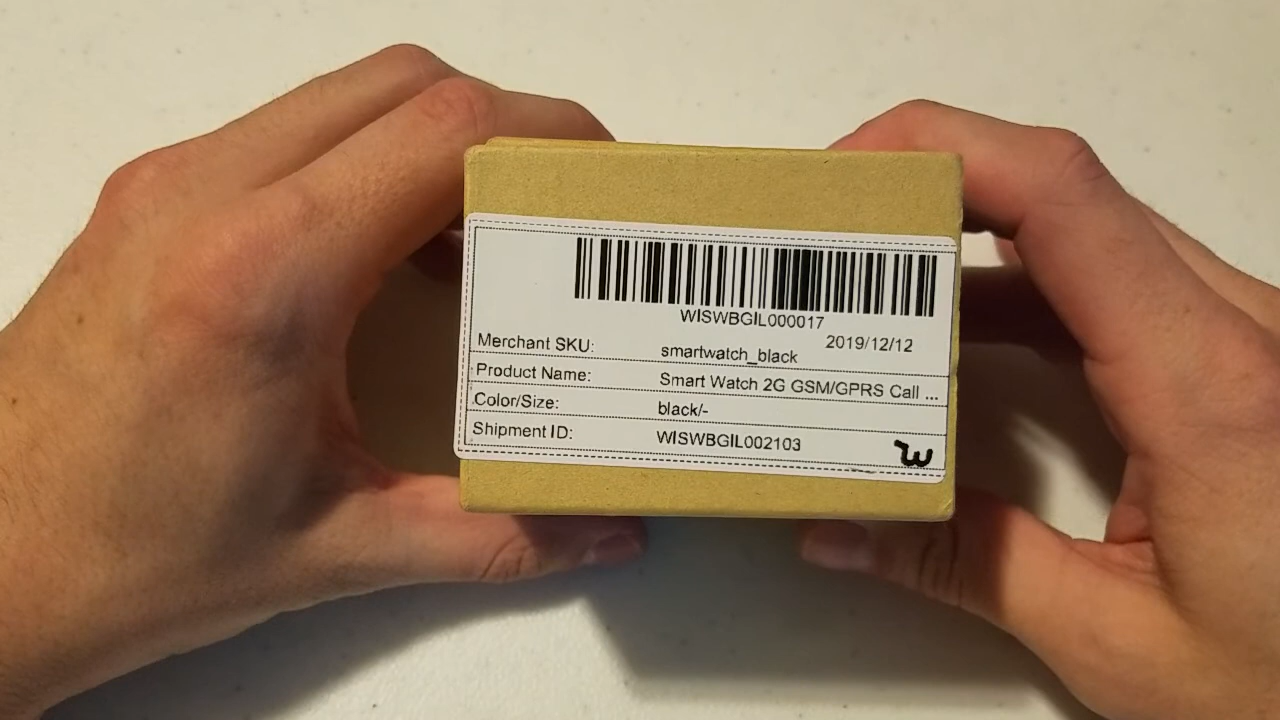 WISWBGIL000017
2019/12/12
Merchant SKU: smartwatch_black
Product Name: Smart Watch 2G GSM/GPRS Call ...
Color/Size: black/-
Shipment ID: WISWBGIL002103
w